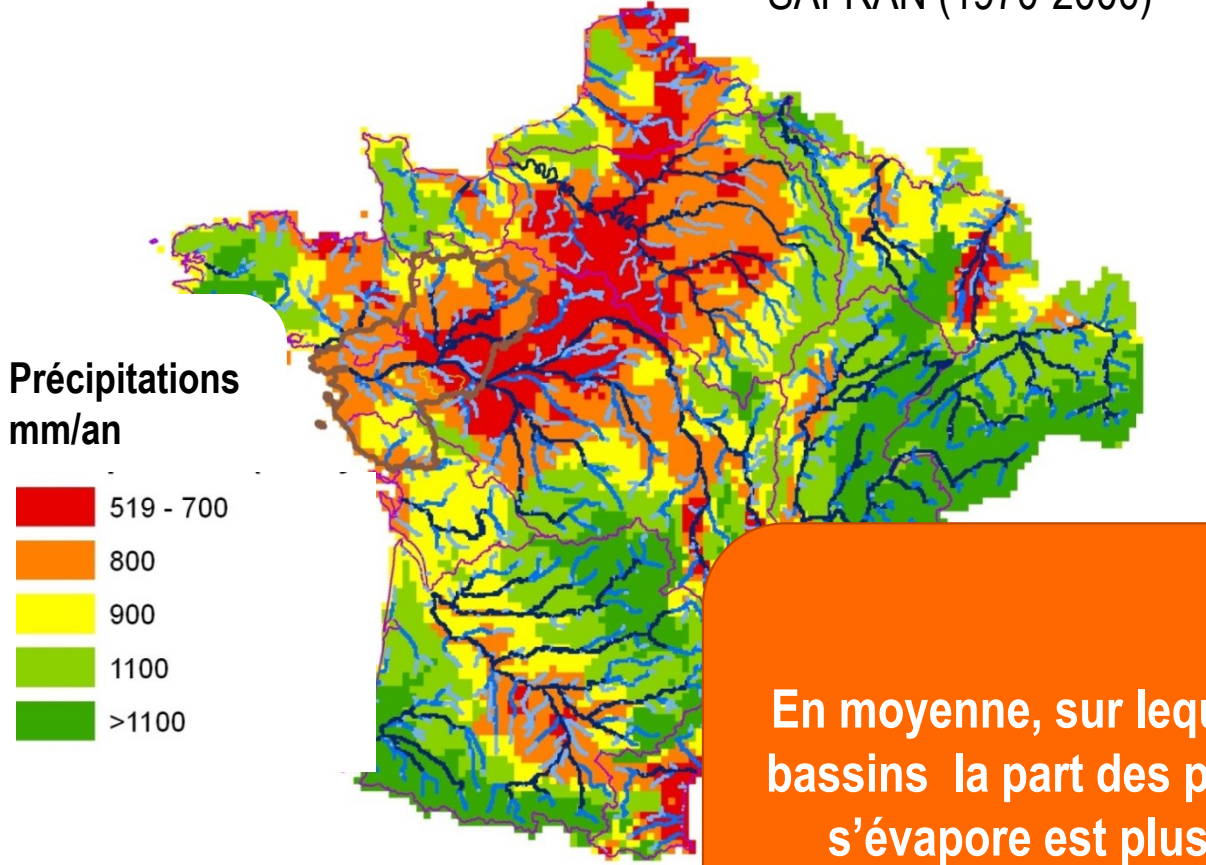 Précipitations
mm/an
519 - 700
800
900
1100
>1100
En moyenne, sur
bassins la part des
s’évapore est plus